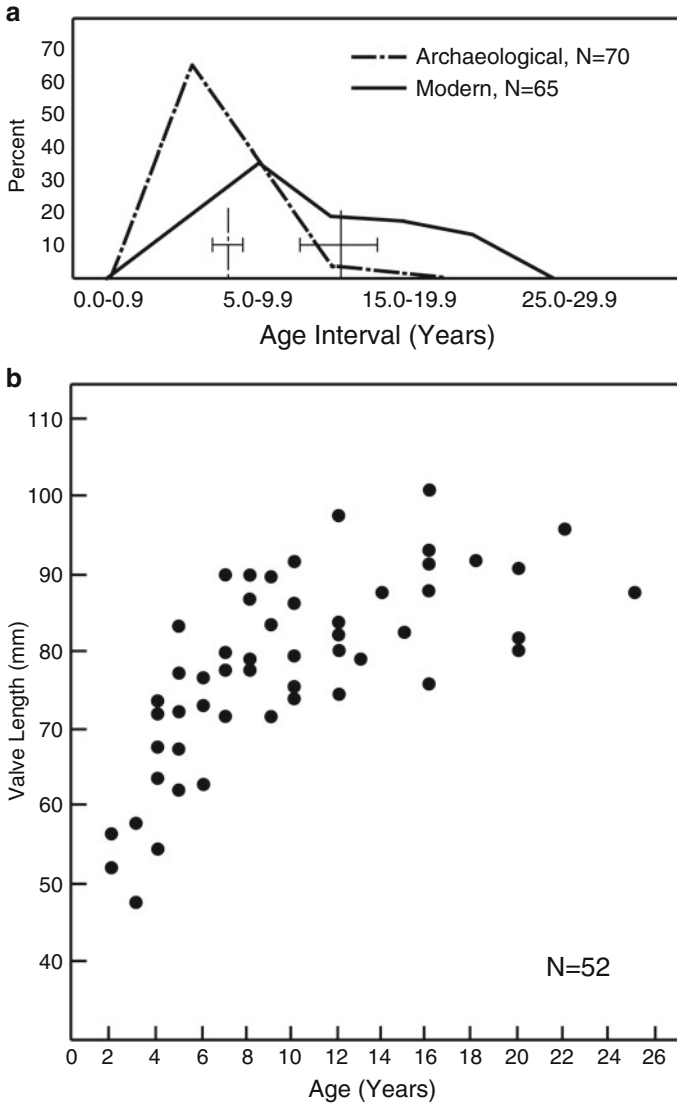 a
70
60
50
40
30
20
10
Percent
Archaeological, N=70
Modern, N=65
0.0-0.9 5.0-9.9 15.0-19.9 25.0-29.9
Age Interval (Years)
b
110
100
90
80
70
60
50
40
Valve Length (mm)
N=52
0 2 4 6 8 10 12 14 16 18 20 22 24 26
Age (Years)